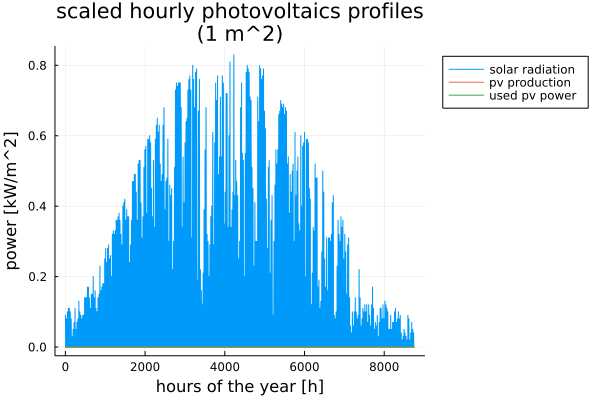 scaled hourly photovoltaics profiles
(1 m^2)
solar radiation
pv production
used pv power
power [kW/m^2]
0.8
0.6
0.4
0.2
0.0
0 2000 4000 6000 8000
hours of the year [h]